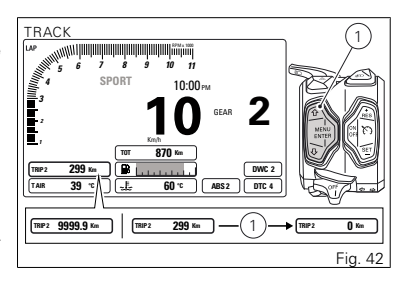 TRACK
LAP
RPM x 1000
4 5 6 7 8 9 10 11
3
2
1
SPORT
10:00 PM
10
Km/h
GEAR 2
TOT 870 Km
TRIP 2 299 Km
DWC 2
T AIR 39 °C
60 °C
ABS 2
DTC 4
1
MENU
ENTER
RES
ON
OFF
SET
OFF
TRIP 2 9999.9 Km
TRIP 2 299 Km
1
TRIP 2 0 Km
Fig. 42